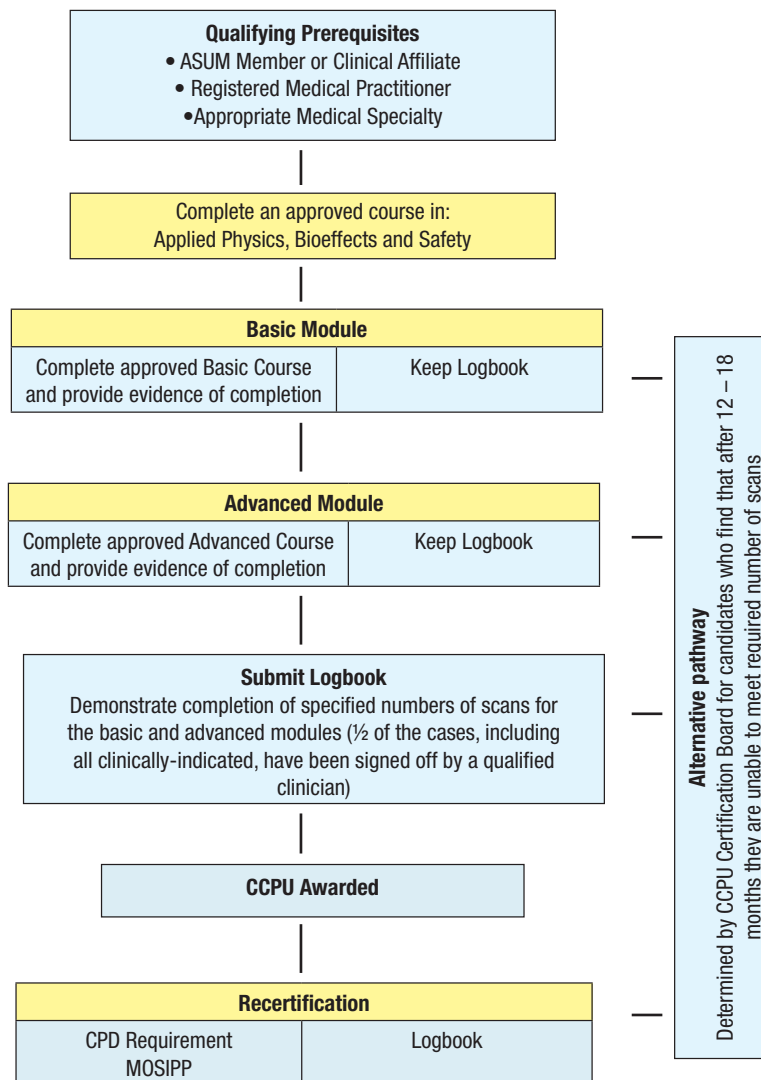 Qualifying Prerequisites
• ASUM Member or Clinical Affiliate
• Registered Medical Practitioner
•Appropriate Medical Specialty
Complete an approved course in:
Applied Physics, Bioeffects and Safety
Basic Module
Complete approved Basic Course
and provide evidence of completion
Keep Logbook
Advanced Module
Complete approved Advanced Course
and provide evidence of completion
Keep Logbook
Submit Logbook
Demonstrate completion of specified numbers of scans for
the basic and advanced modules (½ of the cases, including
all clinically-indicated, have been signed off by a qualified
clinician)
CCPU Awarded
Recertification
CPD Requirement
MOSIPP
Logbook
Alternative pathway
Determined by CCPU Certification Board for candidates who find that after 12 – 18
months they are unable to meet required number of scans